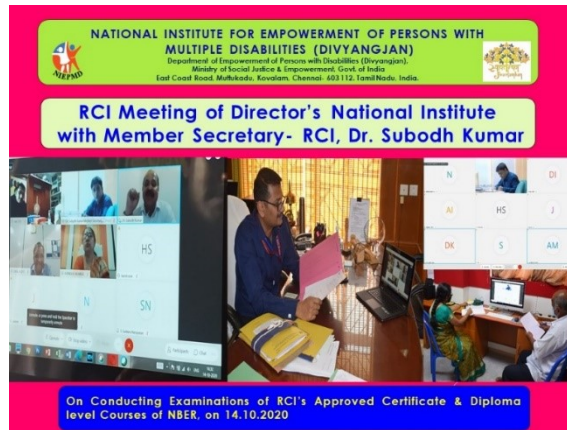 NATIONAL INSTITUTE FOR EMPOWERMENT OF PERSONS WITH
MULTIPLE DISABILITIES (DIVYANGJAN)
Department of Empowerment of Persons with Disabilities (Divyangjan),
Ministry of Social Justice & Empowerment, Govt. of India
East Coast Road, Muttukadu, Kovalam, Chennai- 603112, Tamil Nadu, India.
NIEPMD
RCI Meeting of Director's National Institute
with Member Secretary- RCI, Dr. Subodh Kumar
HS
J
N
SN
N
DI
AI
HS
J
DK
S
AM
On Conducting Examinations of RCI's Approved Certificate & Diploma
level Courses of NBER, on 14.10.2020